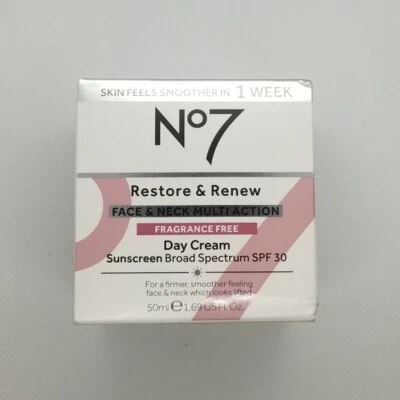 SKIN FEELS SMOOTHER IN 1 WEEK
No7
Restore & Renew
FACE & NECK MULTI ACTION
FRAGRANCE FREE
Day Cream
Sunscreen Broad Spectrum SPF 30
For a firmer, smoother feeling
face & neck which looks lifted
50ml ℮ 1.69 US Fl. Oz.